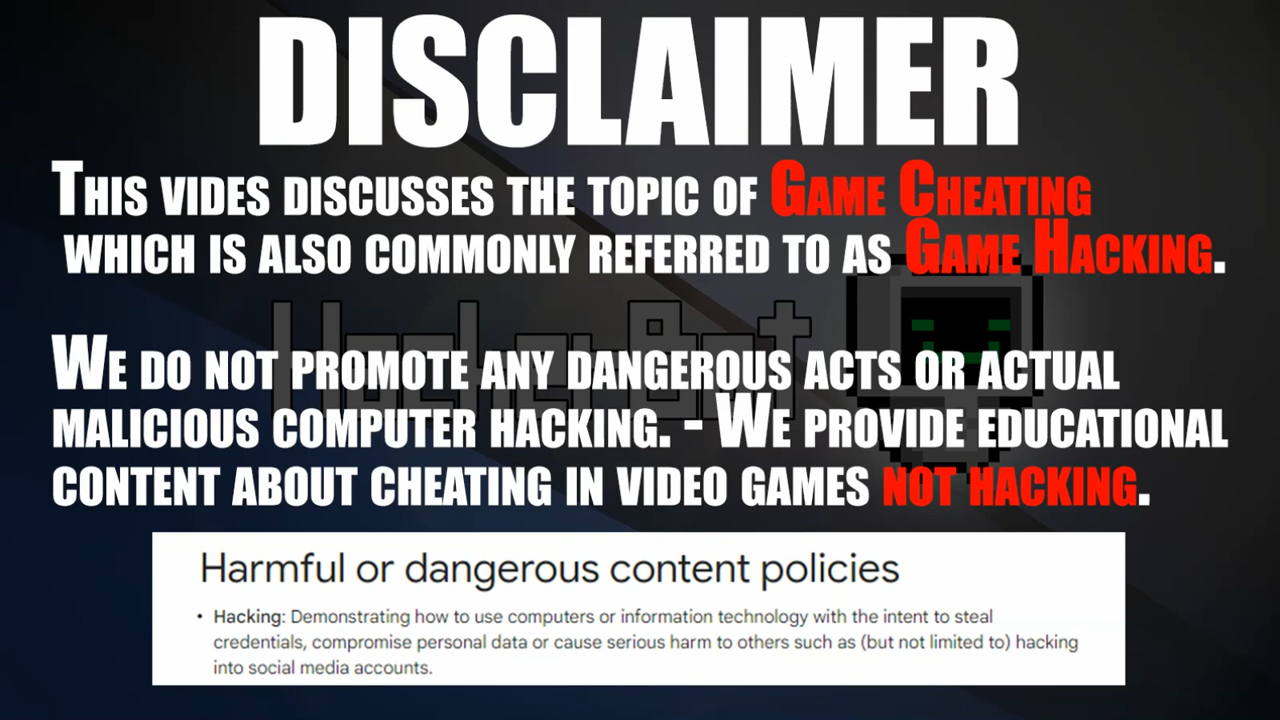 DISCLAIMER
THIS VIDES DISCUSSES THE TOPIC OF GAME CHEATING
WHICH IS ALSO COMMONLY REFERRED TO AS GAME HACKING.
Hacker Bot
WE DO NOT PROMOTE ANY DANGEROUS ACTS OR ACTUAL
MALICIOUS COMPUTER HACKING. - WE PROVIDE EDUCATIONAL
CONTENT ABOUT CHEATING IN VIDEO GAMES NOT HACKING.
Harmful or dangerous content policies
• Hacking: Demonstrating how to use computers or information technology with the intent to steal
credentials, compromise personal data or cause serious harm to others such as (but not limited to) hacking
into social media accounts.